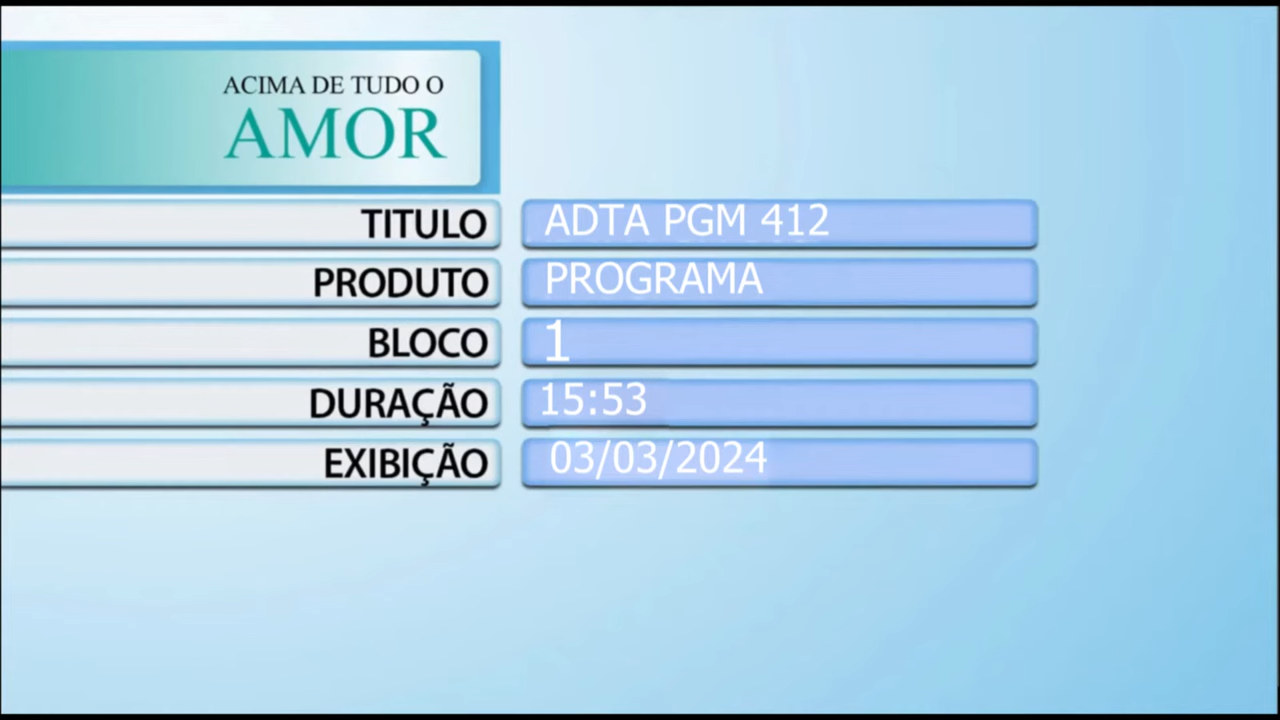 ACIMA DE TUDO O
AMOR
TITULO ADTA PGM 412
PRODUTO PROGRAMA
BLOCO 1
DURAÇÃO 15:53
EXIBIÇÃO 03/03/2024